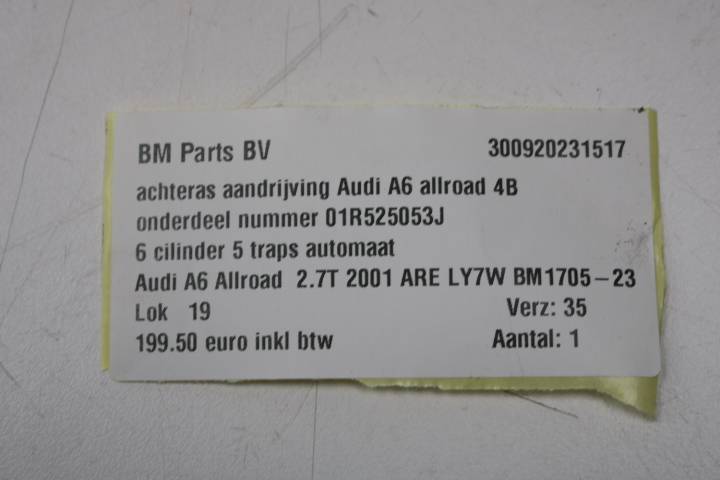 BM Parts BV 300920231517
achteras aandrijving Audi A6 allroad 4B
onderdeel nummer 01R525053J
6 cilinder 5 traps automaat
Audi A6 Allroad 2.7T 2001 ARE LY7W BM1705-23
Lok 19 Verz: 35
199.50 euro inkl btw Aantal: 1